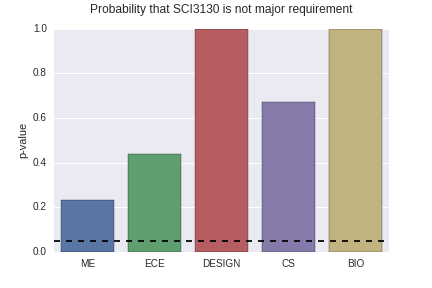 Probability that SCI3130 is not major requirement
1.0
0.8
0.6
0.4
0.2
0.0
p-value
ME ECE DESIGN CS BIO